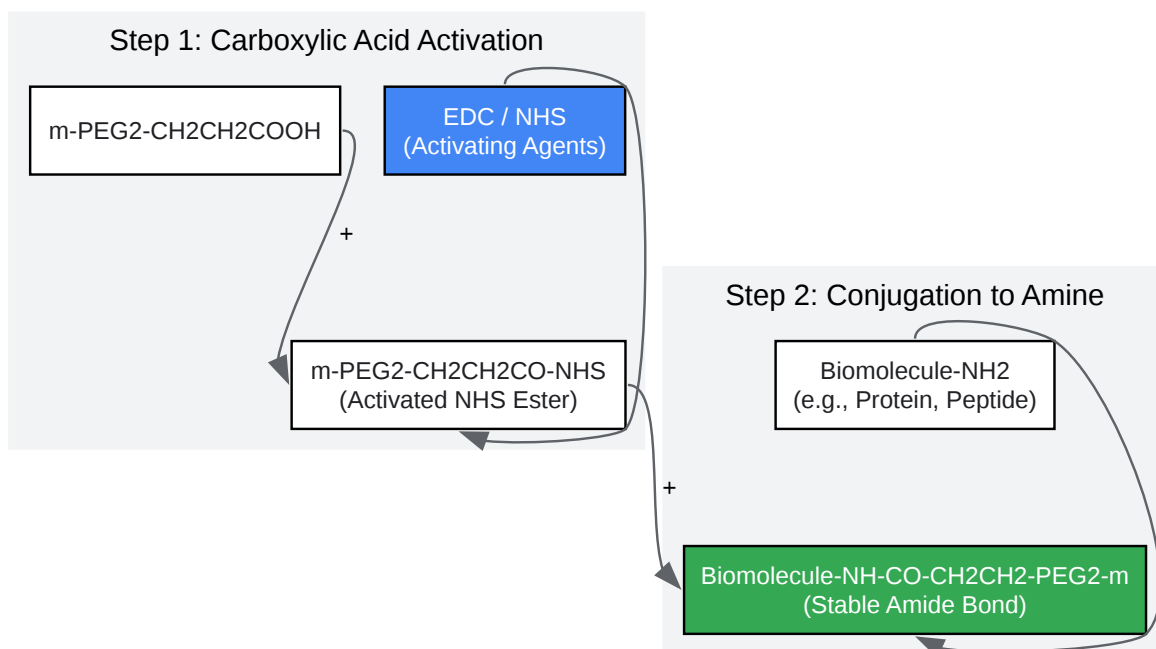 Step 1: Carboxylic Acid Activation
m-PEG2-CH2CH2COOH
EDC / NHS
(Activating Agents)
+
m-PEG2-CH2CH2CO-NHS
(Activated NHS Ester)
Step 2: Conjugation to Amine
Biomolecule-NH2
(e.g., Protein, Peptide)
+
Biomolecule-NH-CO-CH2CH2-PEG2-m
(Stable Amide Bond)